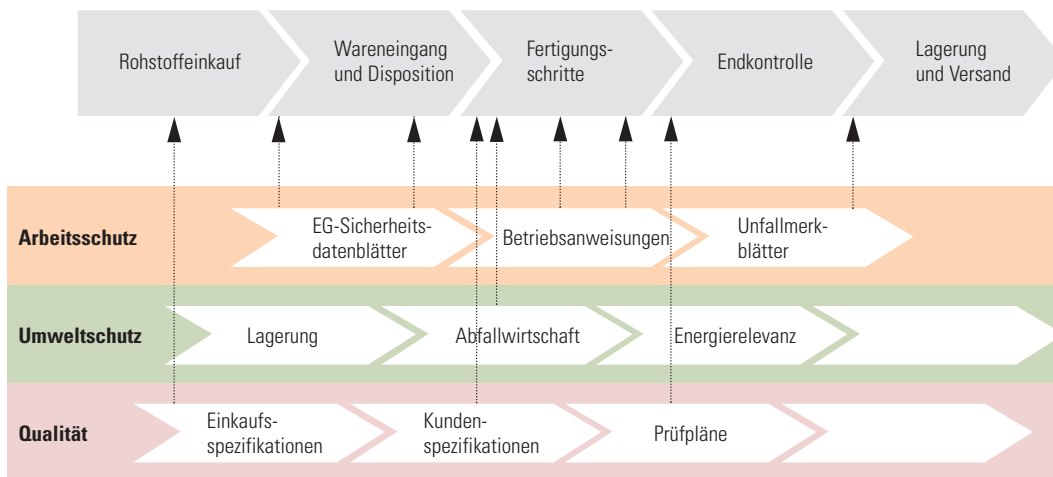 Rohstoffeinkauf
Wareneingang
und Disposition
Fertigungs-
schritte
Endkontrolle
Lagerung
und Versand
Arbeitsschutz
EG-Sicherheits-
datenblätter
Betriebsanweisungen
Unfallmerk-
blätter
Umweltschutz
Lagerung
Abfallwirtschaft
Energierelevanz
Qualität
Einkaufs-
spezifikationen
Kunden-
spezifikationen
Prüfpläne